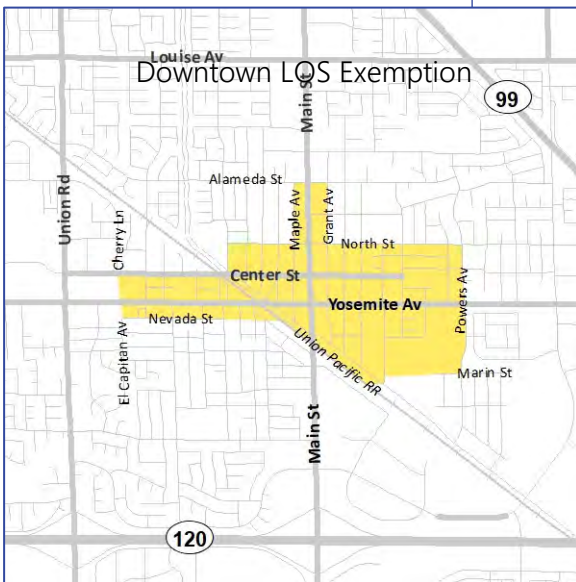 Louise Av
Downtown LOS Exemption
Main St
99
Alameda St
Union Rd
Cherry Ln
Maple Av
Grant Av
North St
Center St
Yosemite Av
Powers Av
Nevada St
El Capitan Av
Union Pacific RR
Marin St
Main St
120